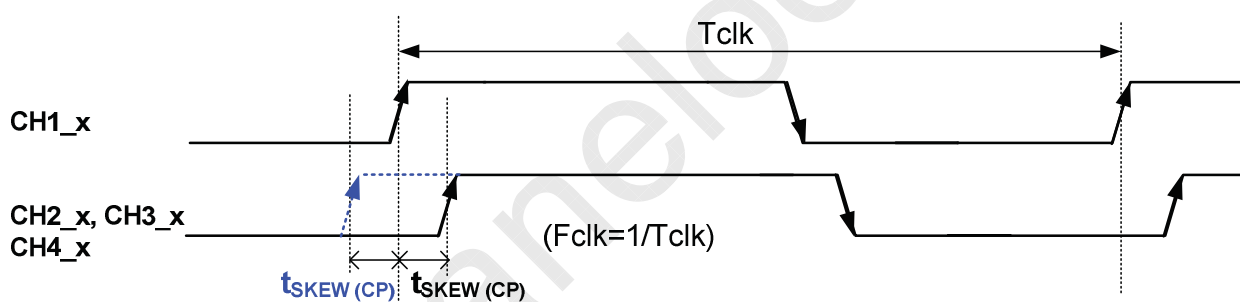 Tclk
CH1_x
CH2_x, CH3_x
CH4_x
(Fclk=1/Tclk)
tSKEW (CP)
tSKEW (CP)